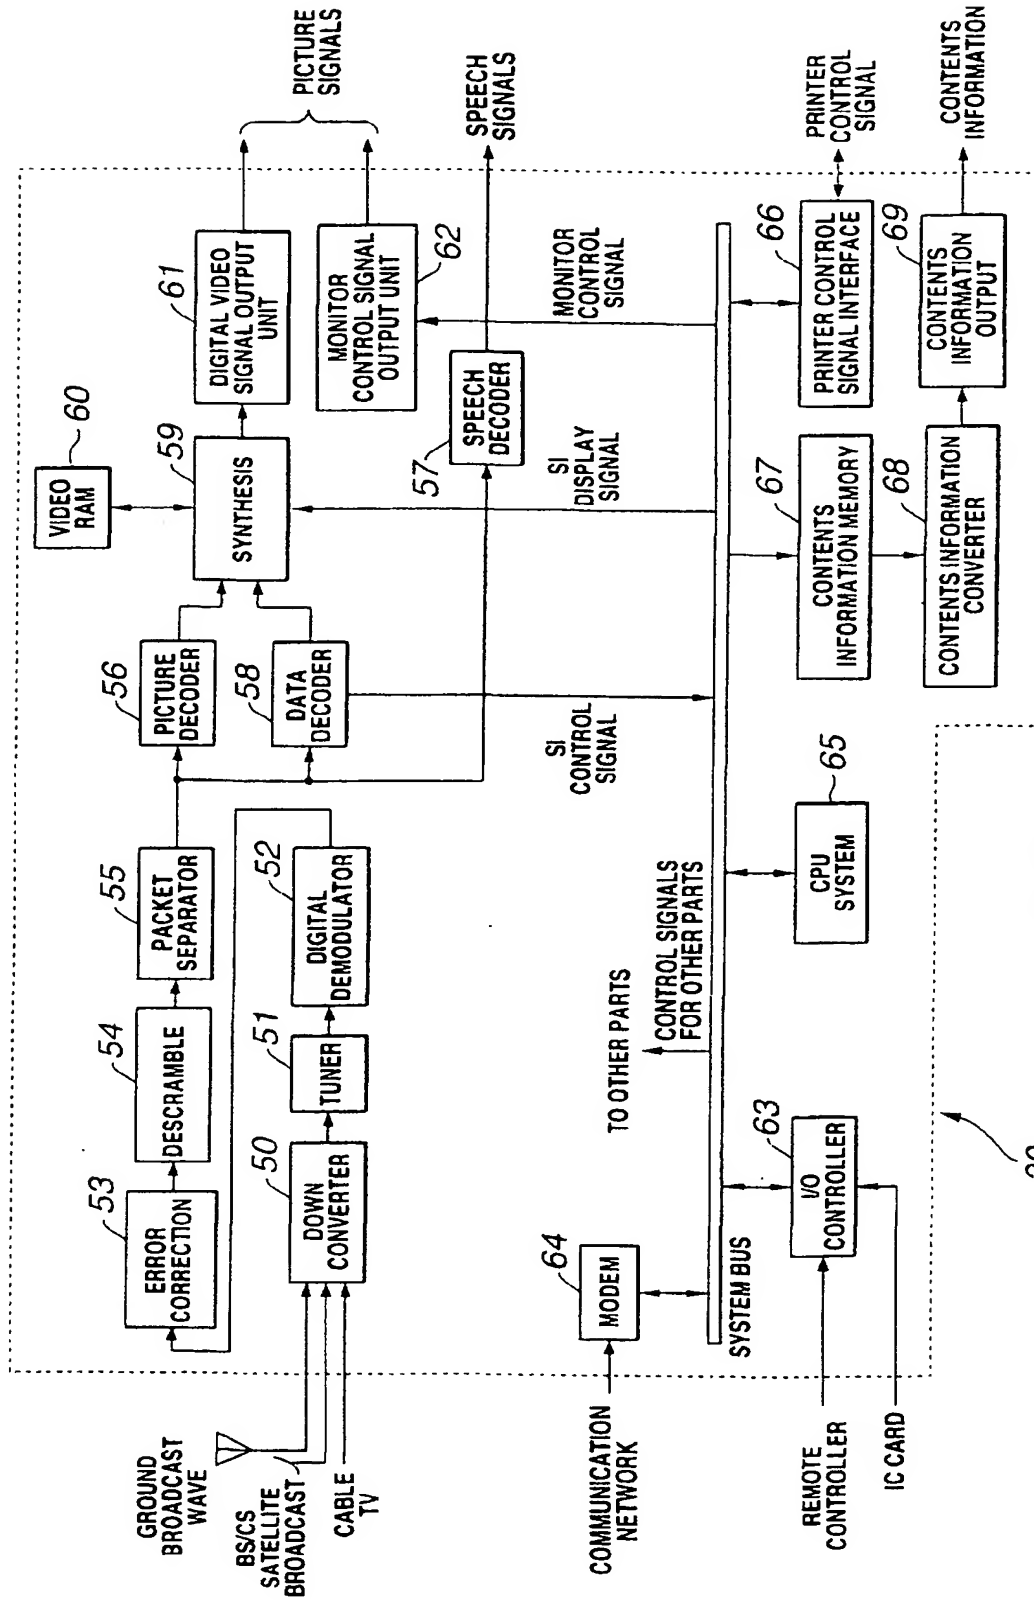 GROUND
BROADCAST
WAVE
BS/CS
SATELLITE
BROADCAST
CABLE
TV
53
ERROR
CORRECTION
54
DESCRAMBLE
55
PACKET
SEPARATOR
50
DOWN
CONVERTER
51
TUNER
52
DIGITAL
DEMODULATOR
56
PICTURE
DECODER
58
DATA
DECODER
60
VIDEO
RAM
59
SYNTHESIS
61
DIGITAL VIDEO
SIGNAL OUTPUT
UNIT
MONITOR
CONTROL SIGNAL
OUTPUT UNIT
62
PICTURE
SIGNALS
57
SPEECH
DECODER
SPEECH
SIGNALS
SI
CONTROL
SIGNAL
SI
DISPLAY
SIGNAL
MONITOR
CONTROL
SIGNAL
COMMUNICATION
NETWORK
64
MODEM
TO OTHER PARTS
CONTROL SIGNALS
FOR OTHER PARTS
SYSTEM BUS
REMOTE
CONTROLLER
IC CARD
63
I/O
CONTROLLER
65
CPU
SYSTEM
67
CONTENTS
INFORMATION MEMORY
66
PRINTER CONTROL
SIGNAL INTERFACE
PRINTER
CONTROL
SIGNAL
68
CONTENTS INFORMATION
CONVERTER
69
CONTENTS
INFORMATION
OUTPUT
CONTENTS
INFORMATION